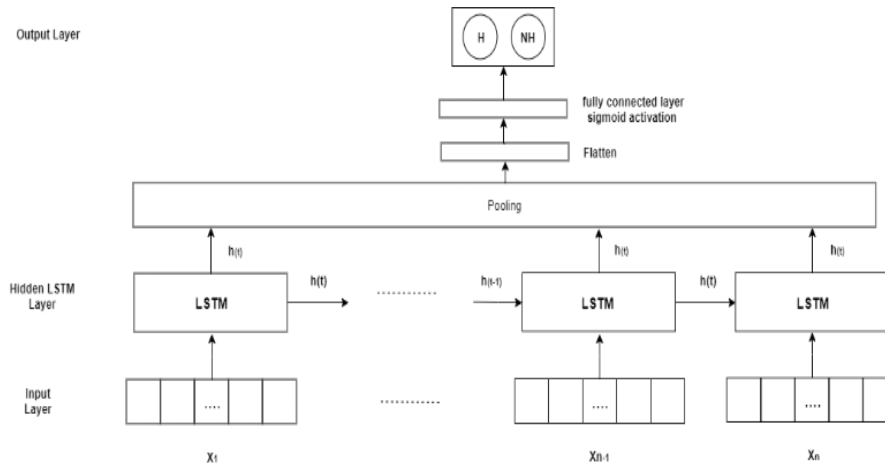 Output Layer
H
NH
fully connected layer
sigmoid activation
Flatten
Pooling
h(t)
h(t)
h(t)
Hidden LSTM
Layer
LSTM
h(t)
............
h(t-1)
LSTM
h(t)
LSTM
Input
Layer
....
............
....
....
X1
Xn-1
Xn